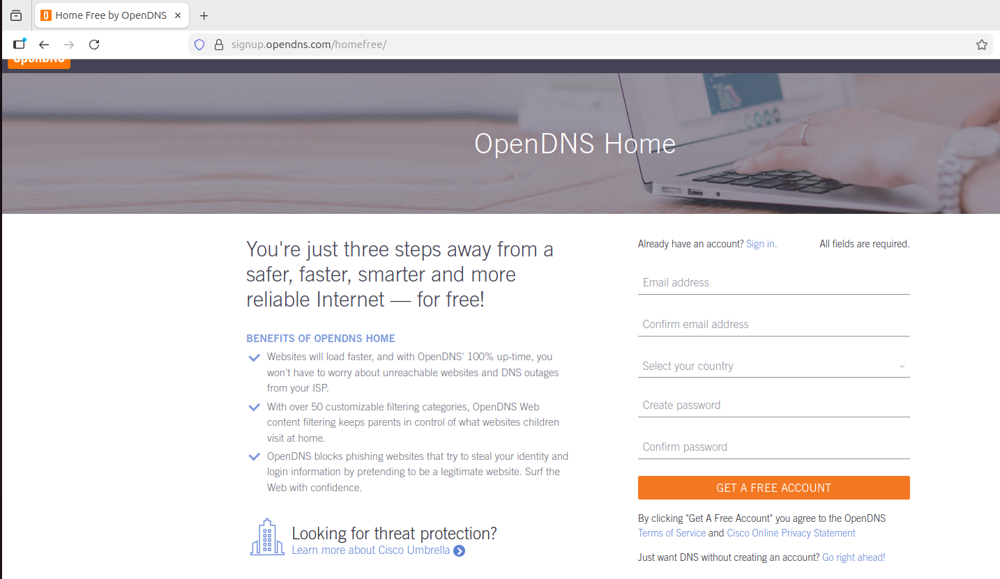 Home Free by OpenDNS
signup.opendns.com/homefree/
OpenDNS
OpenDNS Home
You're just three steps away from a
safer, faster, smarter and more
reliable Internet — for free!
BENEFITS OF OPENDNS HOME
Websites will load faster, and with OpenDNS' 100% up-time, you
won't have to worry about unreachable websites and DNS outages
from your ISP.
With over 50 customizable filtering categories, OpenDNS Web
content filtering keeps parents in control of what websites children
visit at home.
OpenDNS blocks phishing websites that try to steal your identity and
login information by pretending to be a legitimate website. Surf the
Web with confidence.
Looking for threat protection?
Learn more about Cisco Umbrella
Already have an account? Sign in. All fields are required.
Email address
Confirm email address
Select your country
Create password
Confirm password
GET A FREE ACCOUNT
By clicking "Get A Free Account" you agree to the OpenDNS
Terms of Service and Cisco Online Privacy Statement
Just want DNS without creating an account? Go right ahead!